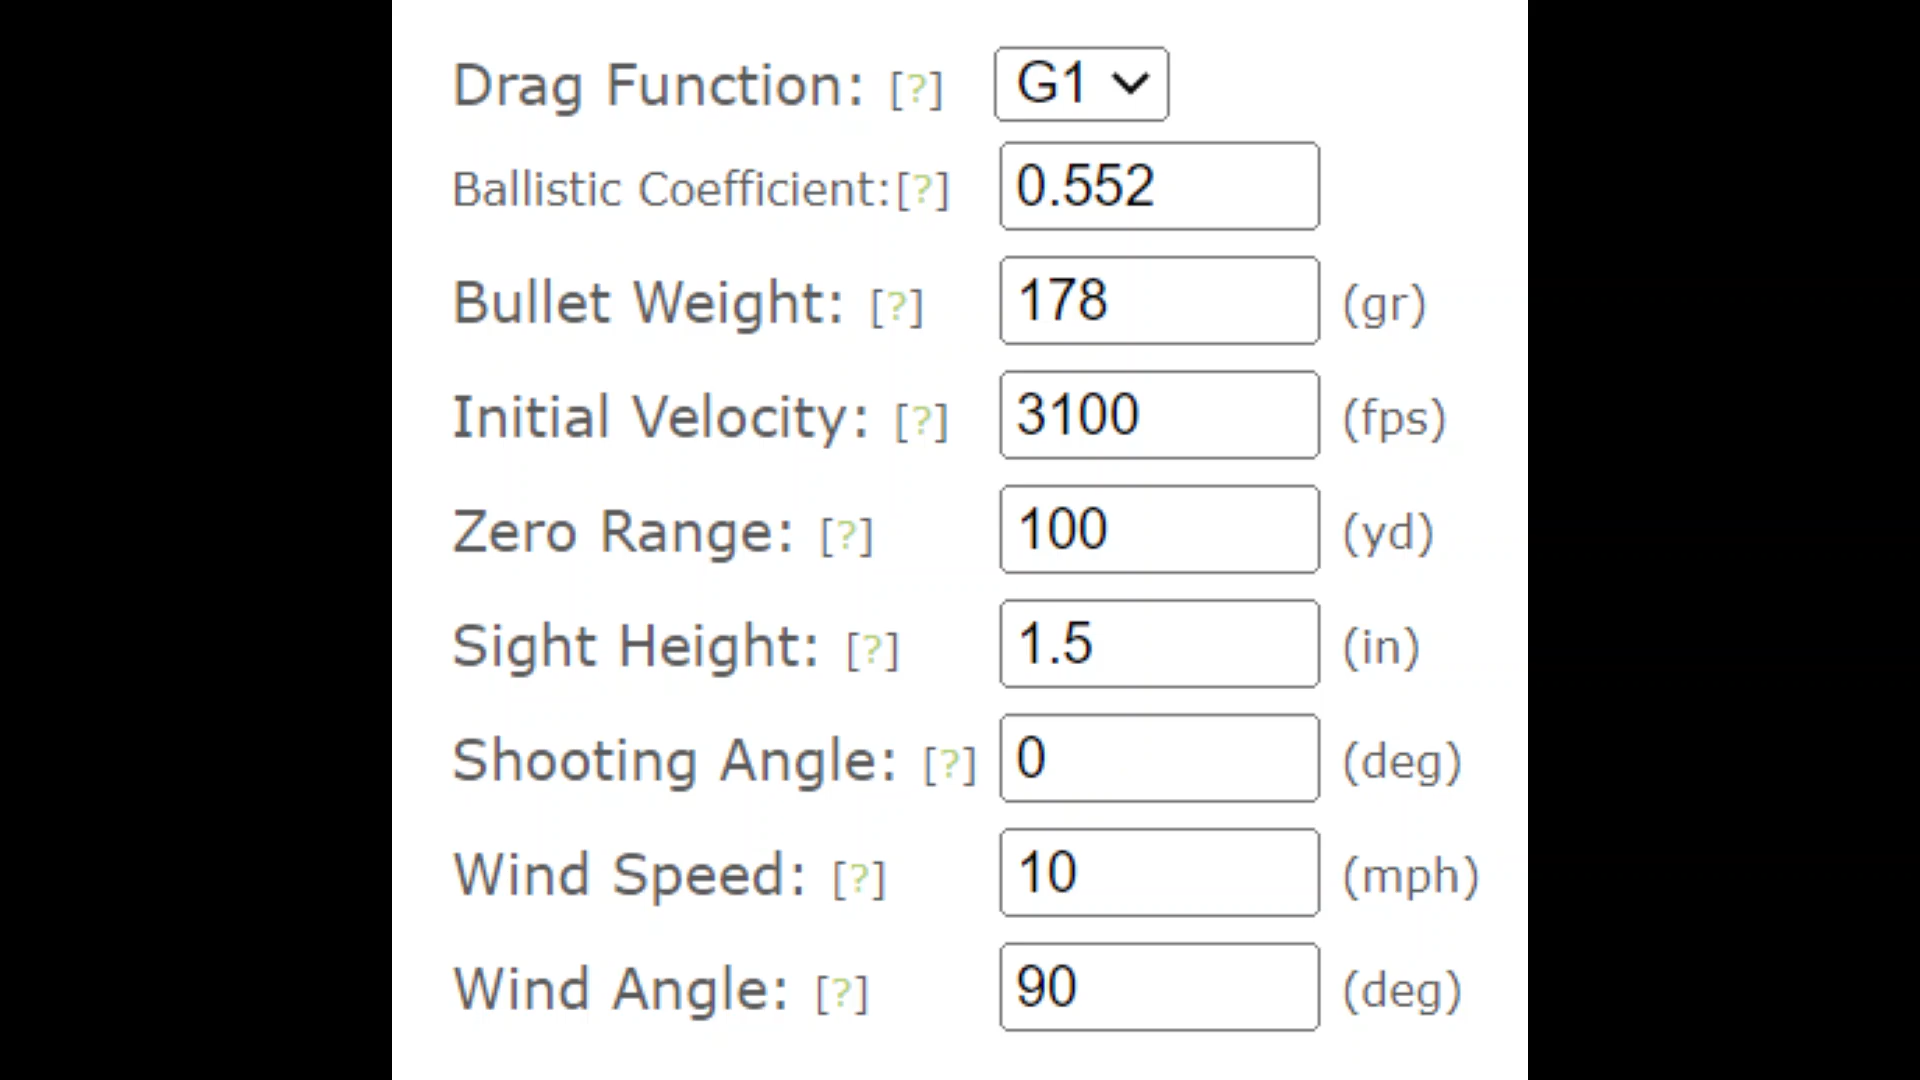 Drag Function: [?] G1
Ballistic Coefficient:[?] 0.552
Bullet Weight: [?] 178 (gr)
Initial Velocity: [?] 3100 (fps)
Zero Range: [?] 100 (yd)
Sight Height: [?] 1.5 (in)
Shooting Angle: [?] 0 (deg)
Wind Speed: [?] 10 (mph)
Wind Angle: [?] 90 (deg)